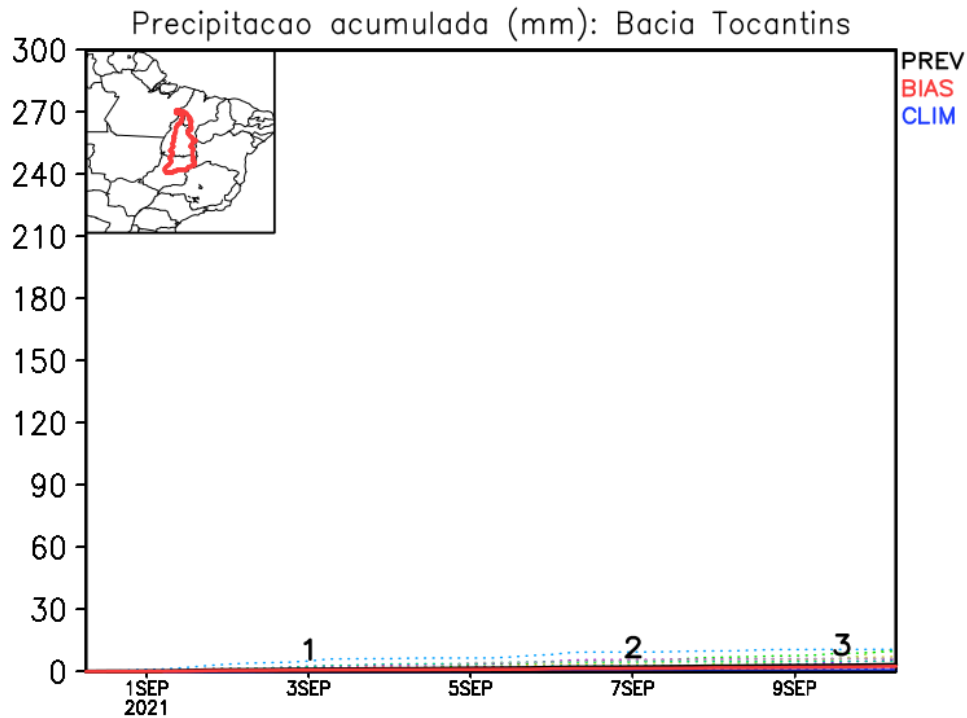 Precipitacao acumulada (mm): Bacia Tocantins
PREV
BIAS
CLIM
300
270
240
210
180
150
120
90
60
30
0
1 2 3
1SEP 3SEP 5SEP 7SEP 9SEP
2021